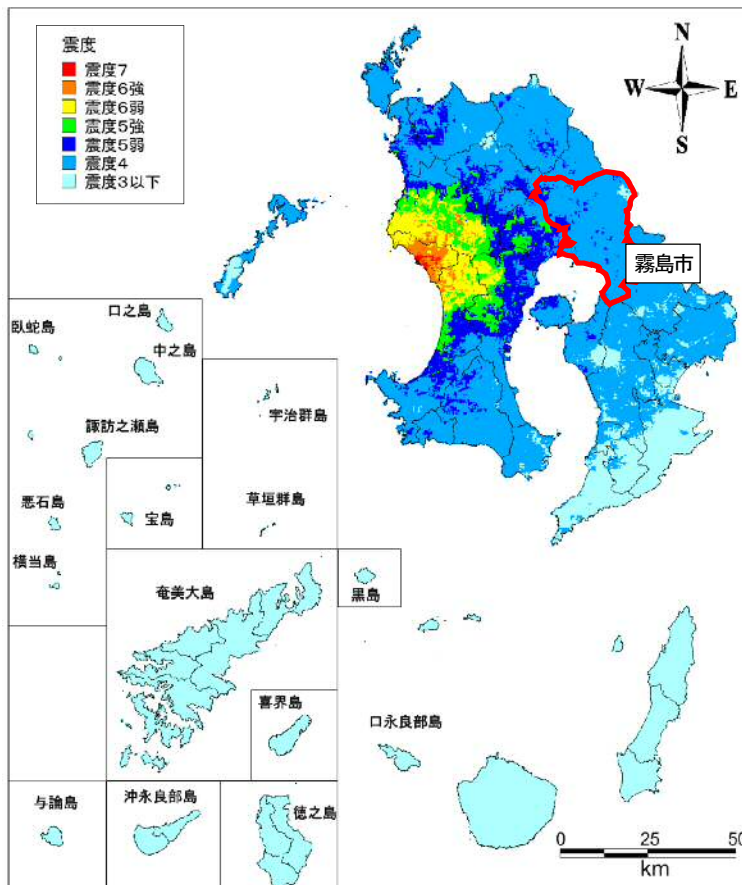 震度
震度7
震度6強
震度6弱
震度5強
震度5弱
震度4
震度3以下
N
W
E
S
霧島市
口之島
臥蛇島
中之島
宇治群島
諏訪之瀬島
草垣群島
悪石島
宝島
横当島
奄美大島
黒島
喜界島
口永良部島
与論島
沖永良部島
徳之島
0 25 50
km